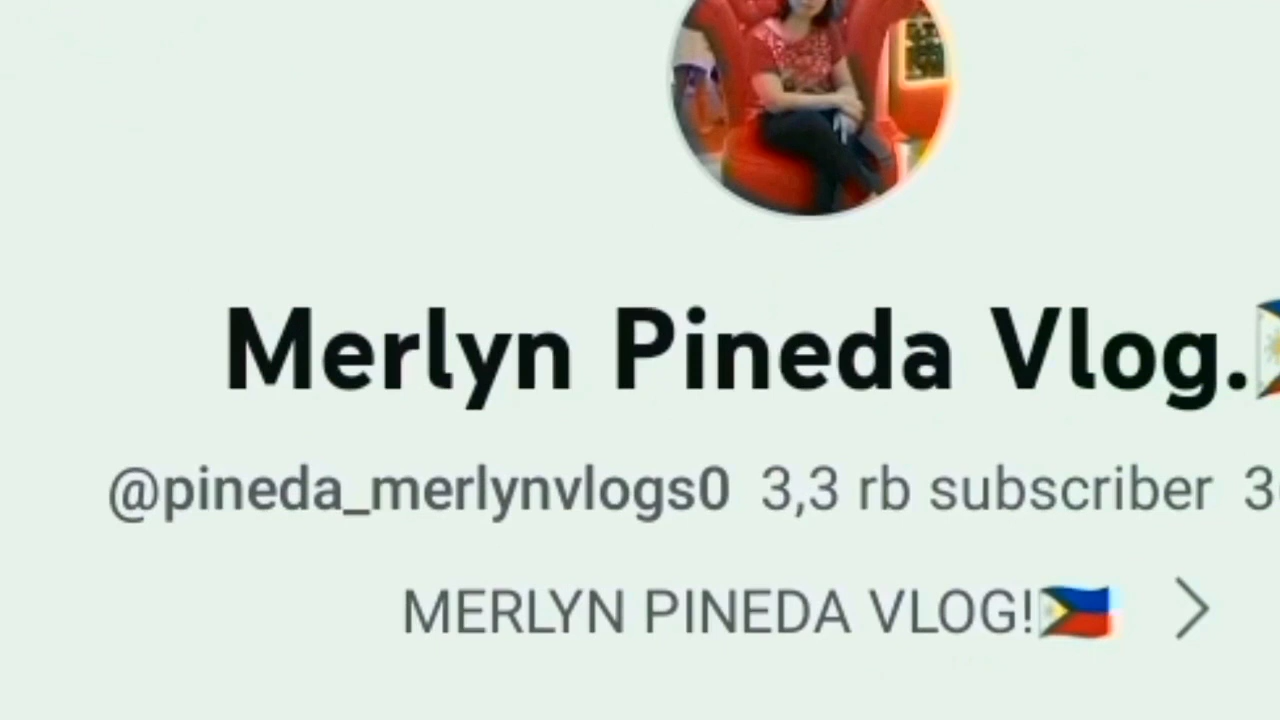 Merlyn Pineda Vlog.
@pineda_merlynvlogs0 3,3 rb subscriber
MERLYN PINEDA VLOG!🇵🇭